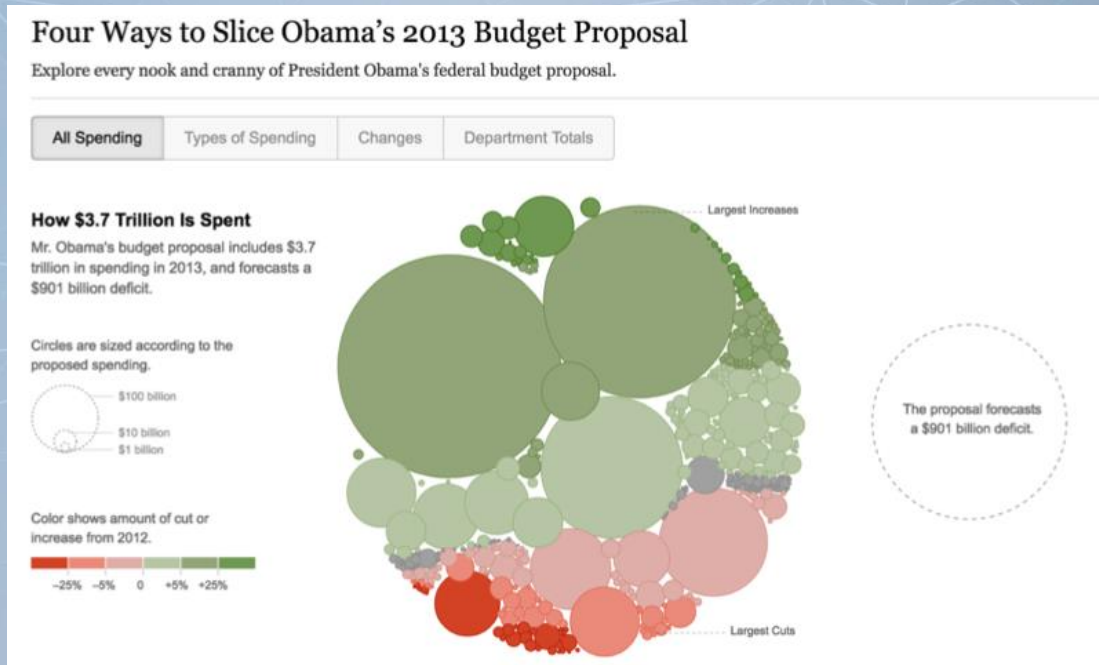 Four Ways to Slice Obama’s 2013 Budget Proposal
Explore every nook and cranny of President Obama's federal budget proposal.
All Spending
Types of Spending
Changes
Department Totals
How $3.7 Trillion Is Spent
Mr. Obama's budget proposal includes $3.7
trillion in spending in 2013, and forecasts a
$901 billion deficit.
Circles are sized according to the
proposed spending.
$100 billion
$10 billion
$1 billion
Color shows amount of cut or
increase from 2012.
−25% −5% 0 +5% +25%
Largest Increases
Largest Cuts
The proposal forecasts
a $901 billion deficit.